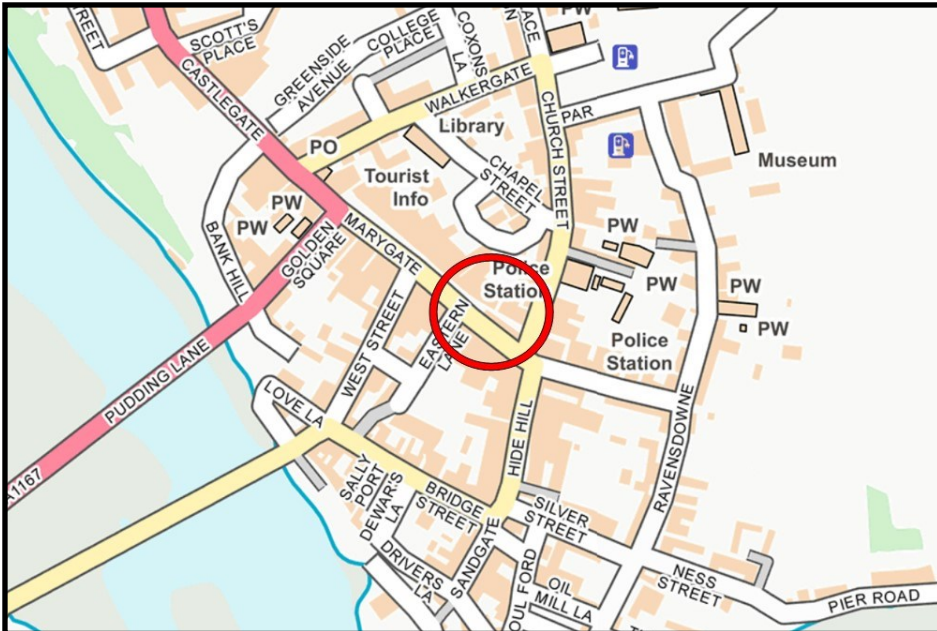 STREET
SCOTT'S
PLACE
CASTLEGATE
GREENSIDE
AVENUE
COLLEGE
PLACE
COXONS
LA
PW
WALKERGATE
CHURCH STREET
PAR
PO
Library
Museum
Tourist
Info
CHAPEL
STREET
PW
PW
PW
BANK HILL
GOLDEN
SQUARE
MARYGATE
Police
Station
PW
PW
PW
WEST STREET
EASTERN
LANE
Police
Station
PUDDING LANE
LOVE LA
HIDE HILL
RAVENSDOWNE
A1167
SALLY
PORT
DEWAR'S
LA
BRIDGE
STREET
SILVER
STREET
DRIVERS
LA
SANDGATE
OUL FORD
OIL
MILL LA
NESS
STREET
PIER ROAD